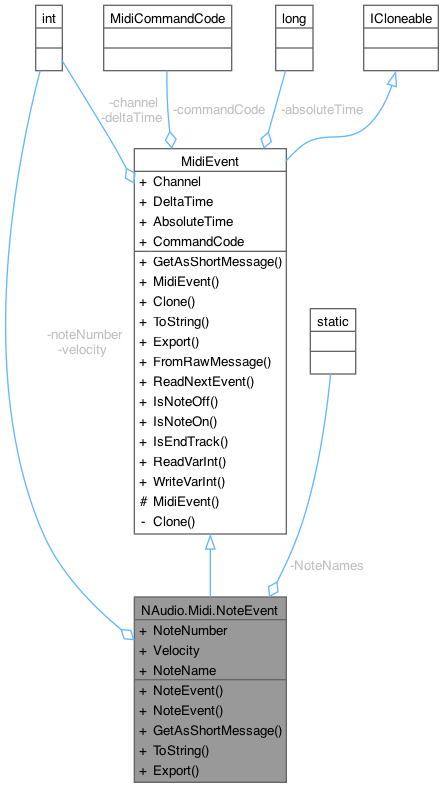 int
MidiCommandCode
long
ICloneable
-channel
-deltaTime
-commandCode
-absoluteTime
MidiEvent
+ Channel
+ DeltaTime
+ AbsoluteTime
+ CommandCode
+ GetAsShortMessage()
+ MidiEvent()
+ Clone()
+ ToString()
+ Export()
+ FromRawMessage()
+ ReadNextEvent()
+ IsNoteOff()
+ IsNoteOn()
+ IsEndTrack()
+ ReadVarInt()
+ WriteVarInt()
# MidiEvent()
- Clone()
static
-noteNumber
-velocity
-NoteNames
NAudio.Midi.NoteEvent
+ NoteNumber
+ Velocity
+ NoteName
+ NoteEvent()
+ NoteEvent()
+ GetAsShortMessage()
+ ToString()
+ Export()